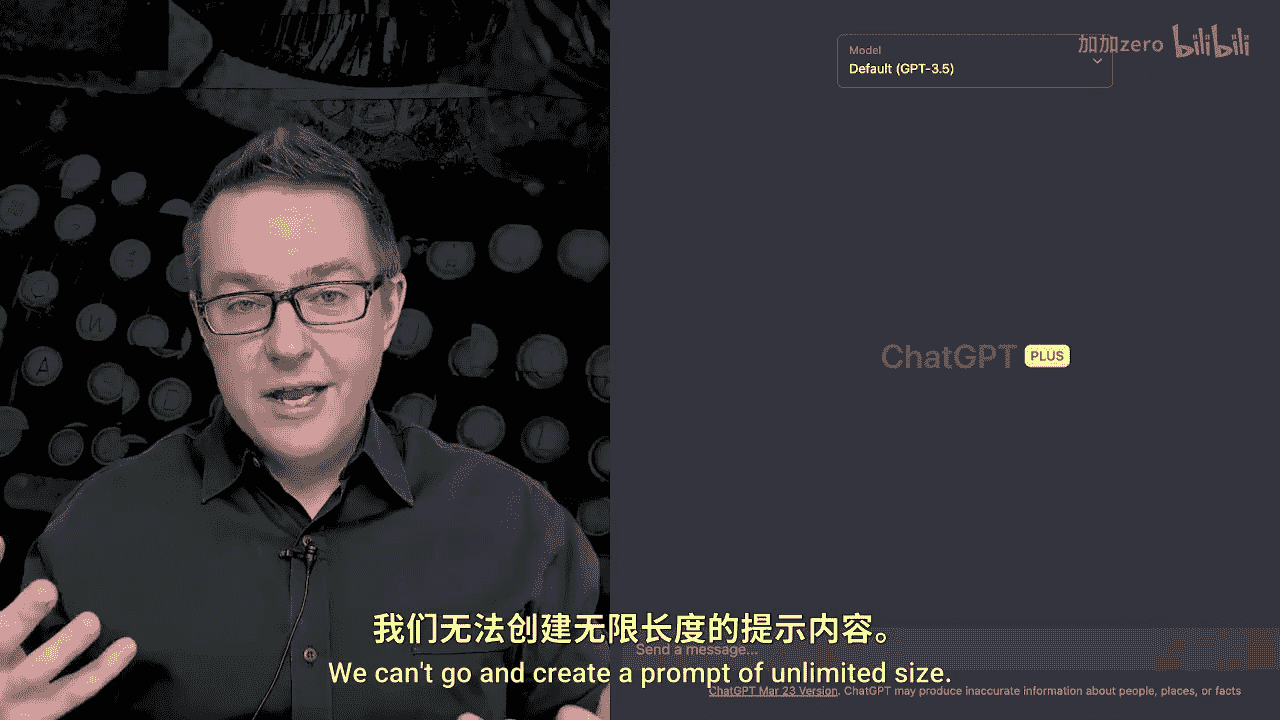 加加zero bilibili
Model
Default (GPT-3.5)
ChatGPT PLUS
我们无法创建无限长度的提示内容。
Send a message...
We can't go and create a prompt of unlimited size.
ChatGPT Mar 23 Version. ChatGPT may produce inaccurate information about people, places, or facts